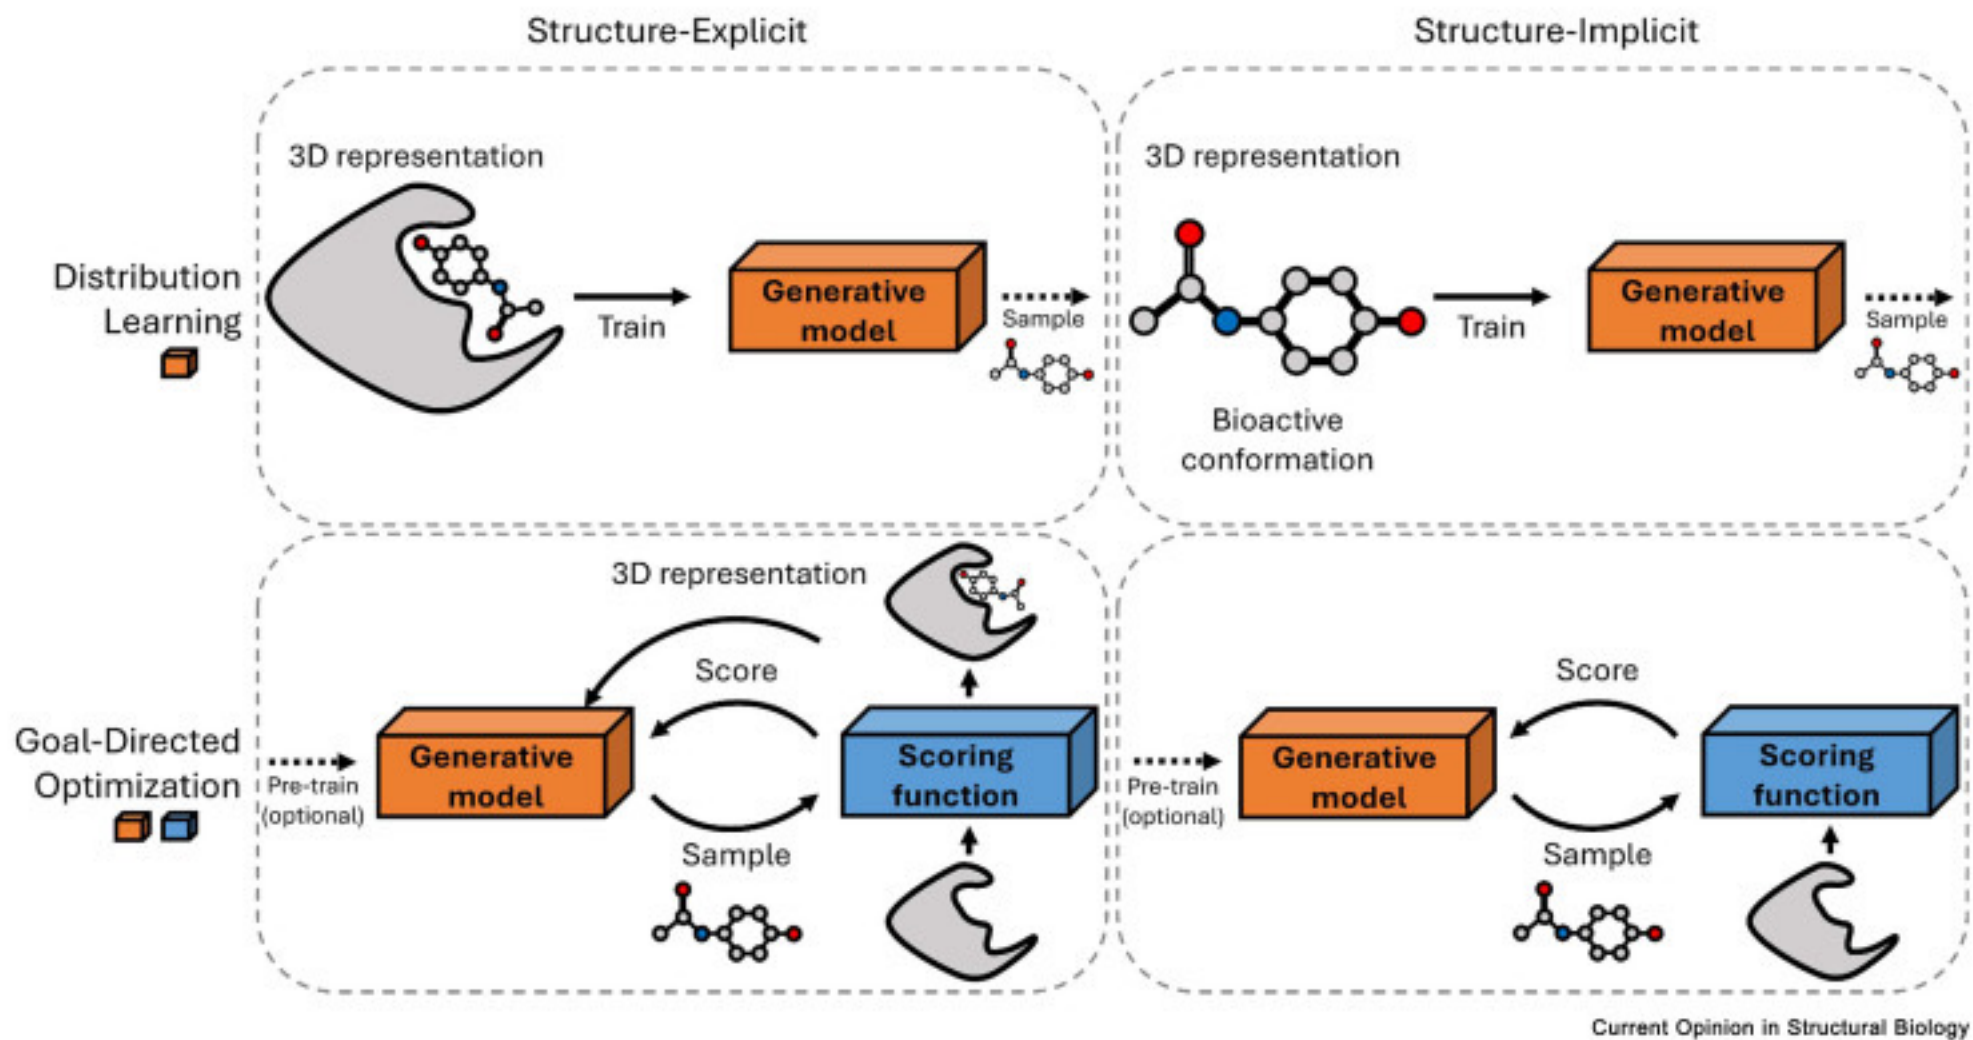 Structure-Explicit
Structure-Implicit
Distribution
Learning
3D representation
Train
Generative
model
Sample
3D representation
Bioactive
conformation
Train
Generative
model
Sample
Goal-Directed
Optimization
Pre-train
(optional)
3D representation
Generative
model
Score
Sample
Scoring
function
Pre-train
(optional)
Generative
model
Score
Sample
Scoring
function
Current Opinion in Structural Biology